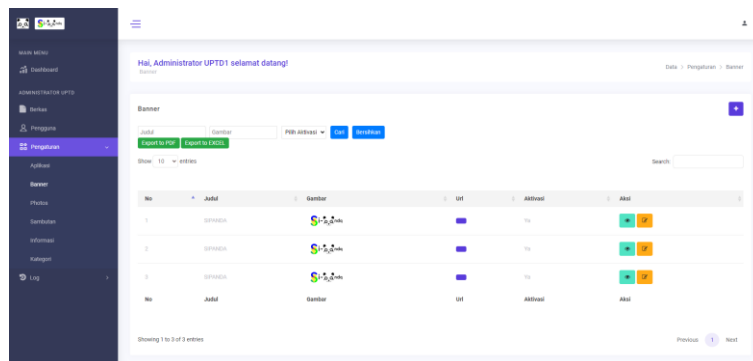 MAIN MENU
Dashboard
ADMINISTRATOR UPTD
Berkas
Pengguna
Pengaturan
Aplikasi
Banner
Photos
Sambutan
Informasi
Kategori
Log
Hai, Administrator UPTD1 selamat datang!
Banner
Data > Pengaturan > Banner
Banner
Judul Gambar Pilih Aktivasi Cari Bersihkan
Export to PDF Export to EXCEL
Show 10 entries Search:
No Judul Gambar Url Aktivasi Aksi
1 SIPANDA Ya
2 SIPANDA Ya
3 SIPANDA Ya
No Judul Gambar Url Aktivasi Aksi
Showing 1 to 3 of 3 entries Previous 1 Next